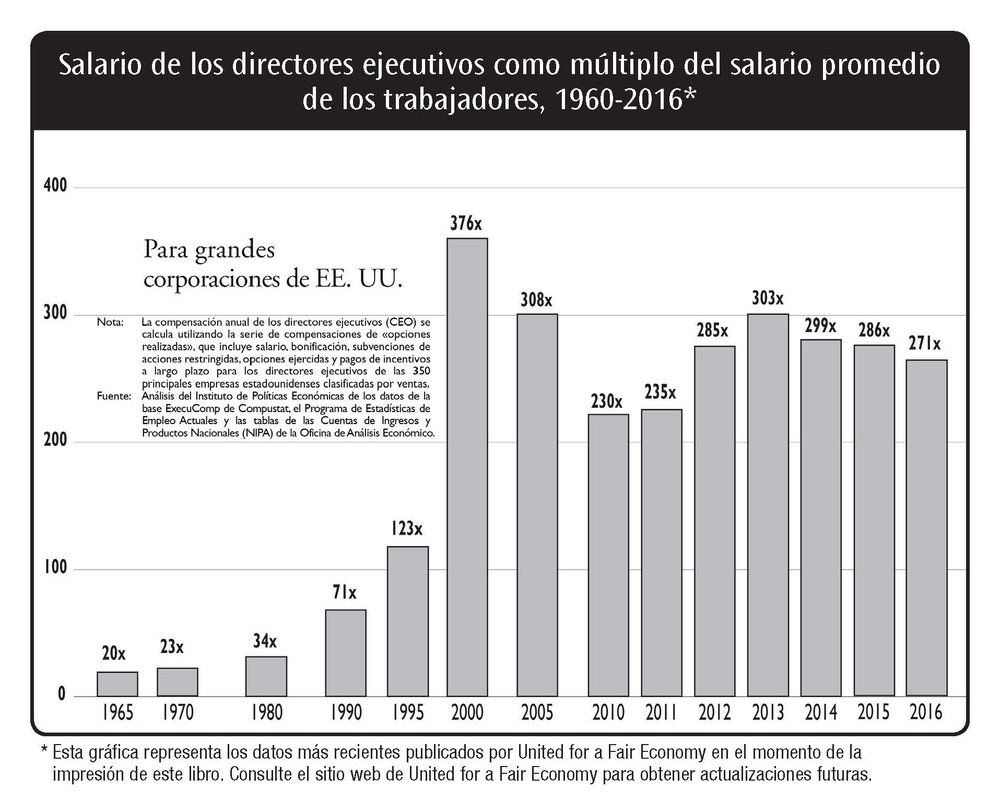 Salario de los directores ejecutivos como múltiplo del salario promedio
de los trabajadores, 1960-2016*
400
376x
Para grandes
corporaciones de EE. UU.
308x
303x
300
Nota: La compensación anual de los directores ejecutivos (CEO) se
calcula utilizando la serie de compensaciones de «opciones
realizadas», que incluye salario, bonificación, subvenciones de
acciones restringidas, opciones ejercidas y pagos de incentivos
a largo plazo para los directores ejecutivos de las 350
principales empresas estadounidenses clasificadas por ventas.
Fuente: Análisis del Instituto de Políticas Económicas de los datos de la
base ExecuComp de Compustat, el Programa de Estadísticas de
Empleo Actuales y las tablas de las Cuentas de Ingresos y
Productos Nacionales (NIPA) de la Oficina de Análisis Económico.
285x
299x
286x
271x
230x
235x
200
123x
100
71x
20x
23x
34x
0
1965 1970 1980 1990 1995 2000 2005 2010 2011 2012 2013 2014 2015 2016
* Esta gráfica representa los datos más recientes publicados por United for a Fair Economy en el momento de la
impresión de este libro. Consulte el sitio web de United for a Fair Economy para obtener actualizaciones futuras.